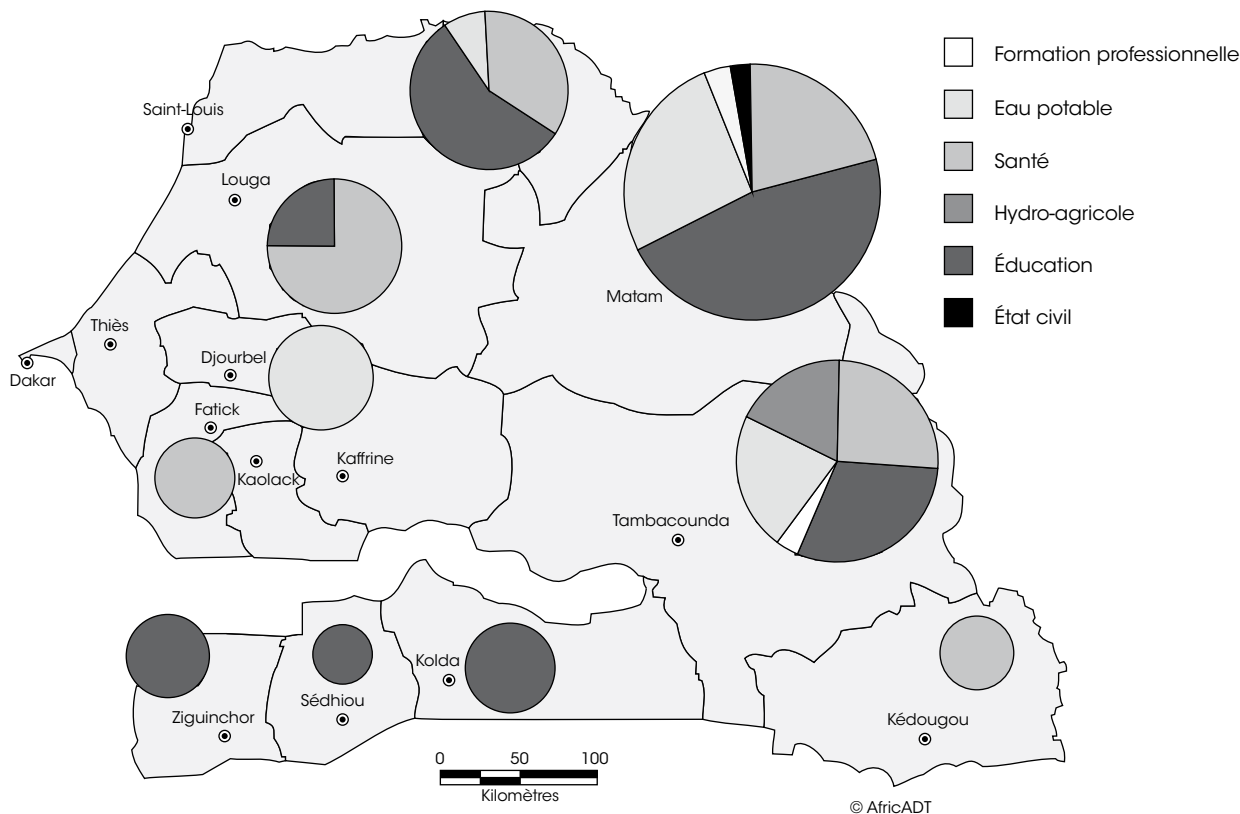 Formation professionnelle
Eau potable
Santé
Hydro-agricole
Éducation
État civil
Saint-Louis
Louga
Matam
Thiès
Djourbel
Dakar
Fatick
Kaolack
Kaffrine
Tambacounda
Kolda
Sédhiou
Ziguinchor
Kédougou
0 50 100
Kilomètres
© AfricADT